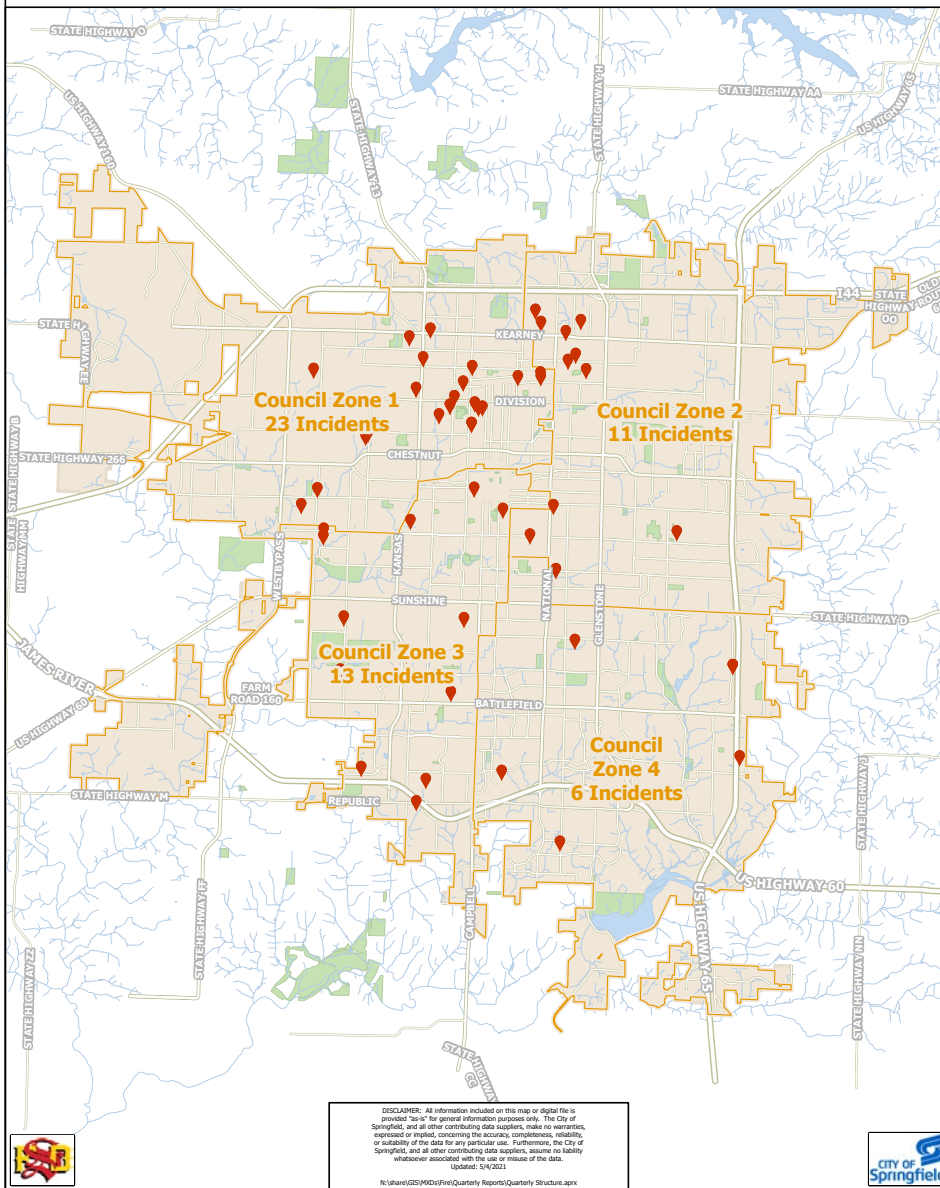 STATE HIGHWAY O
STATE HIGHWAY-H
STATE HIGHWAY-AA
US HIGHWAY 65
US HIGHWAY-160
STATE HIGHWAY-13
I-44
STATE
HIGHWAY
OO
KEARNEY
Council Zone 1
23 Incidents
DIVISION
Council Zone 2
11 Incidents
CHESTNUT
STATE HIGHWAY-266
STATE HIGHWAY B
HIGHWAY MM
WESTBYPASS
KANSAS
NATIONAL
GLENSTONE
SUNSHINE
STATE HIGHWAY-D
Council Zone 3
13 Incidents
JAMES RIVER
US HIGHWAY 60
FARM
ROAD 160
BATTLEFIELD
Council
Zone 4
6 Incidents
STATE HIGHWAY M
REPUBLIC
STATE HIGHWAY-J
US HIGHWAY-60
STATE HIGHWAY-FF
CAMPBELL
US HIGHWAY-65
STATE HIGHWAY-ZZ
STATE HIGHWAY NN
STATE HIGHWAY
CC
DISCLAIMER: All information included on this map or digital file is
provided "as-is" for general information purposes only. The City of
Springfield, and all other contributing data suppliers, make no warranties,
expressed or implied, concerning the accuracy, completeness, reliability,
or suitability of the data for any particular use. Furthermore, the City of
Springfield, and all other contributing data suppliers, assume no liability
whatsoever associated with the use or misuse of the data.
Updated: 5/4/2021
N:\share\GIS\MXDs\Fire\Quarterly Reports\Quarterly Structure.aprx
CITY OF
Springfield